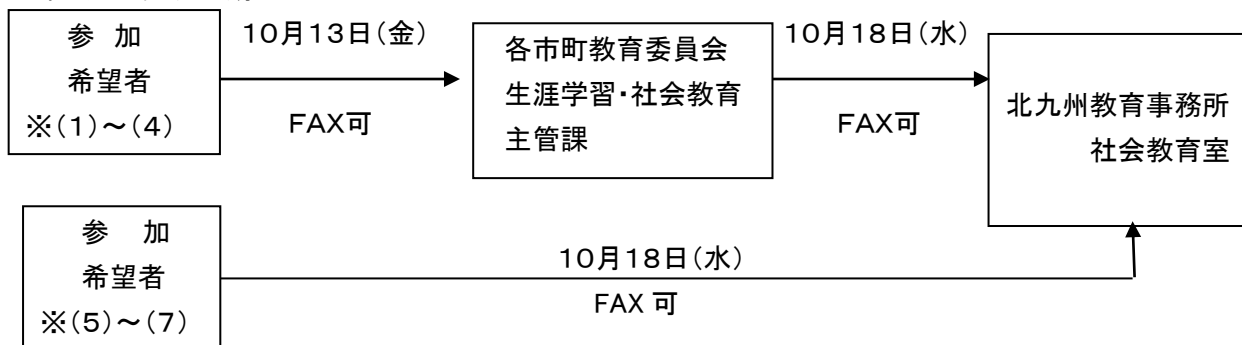 参 加
希望者
※(1)～(4)
10月13日(金)
FAX可
各市町教育委員会
生涯学習・社会教育
主管課
10月18日(水)
FAX可
北九州教育事務所
社会教育室
参 加
希望者
※(5)～(7)
10月18日(水)
FAX 可